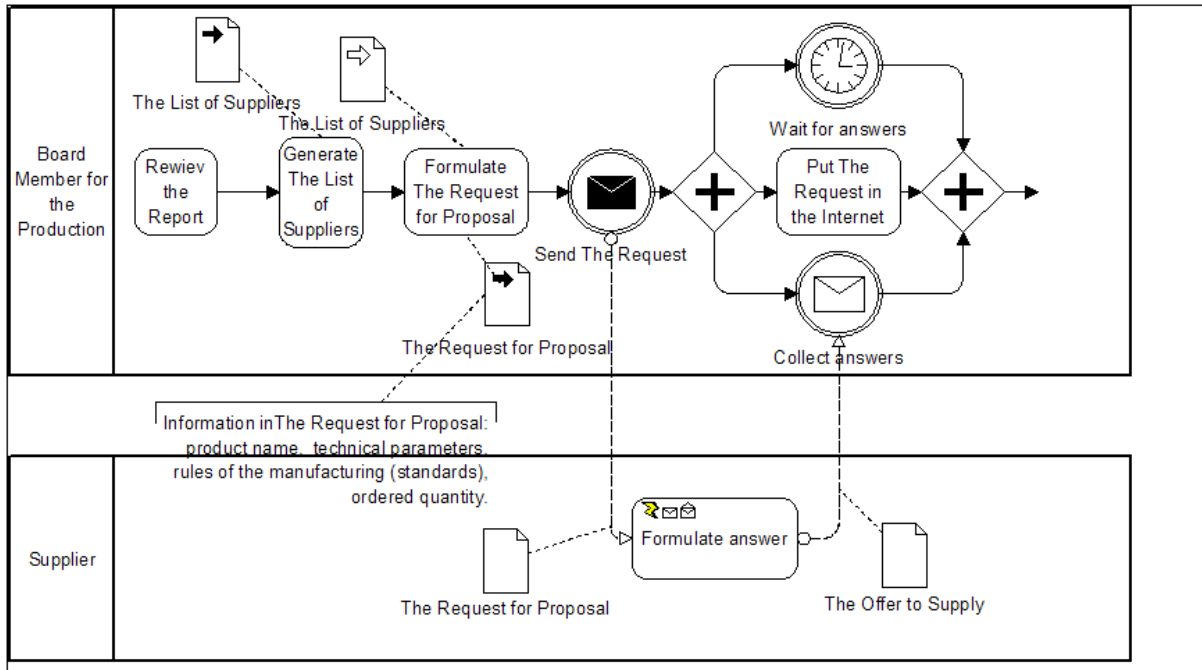 Board
Member for
the
Production
The List of Suppliers
The List of Suppliers
Rewiev
the
Report
Generate
The List
of
Suppliers
Formulate
The Request
for Proposal
Send The Request
Wait for answers
Put The
Request in
the Internet
Collect answers
The Request for Proposal
Information inThe Request for Proposal:
product name, technical parameters,
rules of the manufacturing (standards),
ordered quantity.
Supplier
The Request for Proposal
Formulate answer
The Offer to Supply